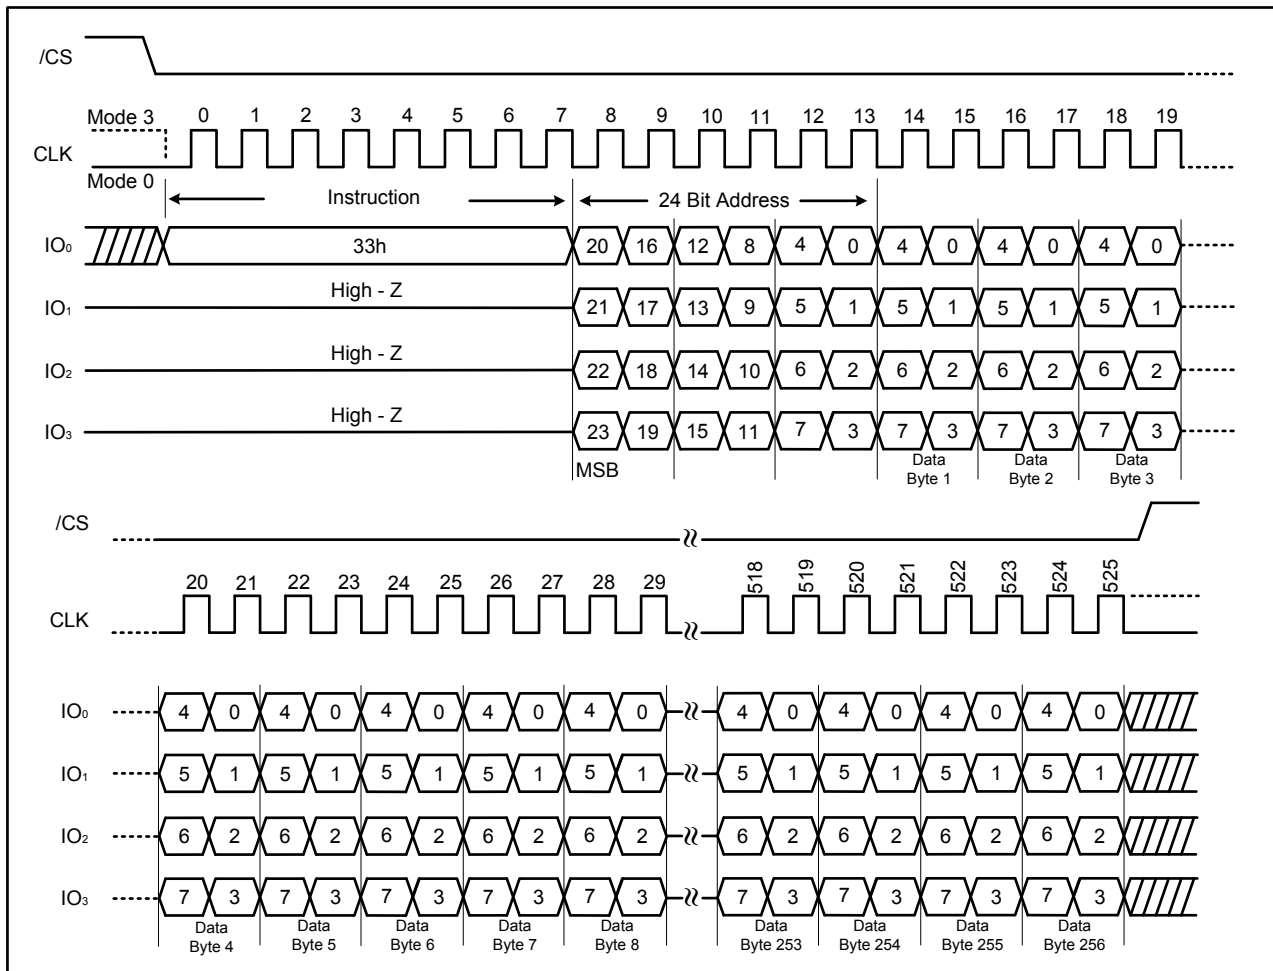 /CS
Mode 3
0 1 2 3 4 5 6 7 8 9 10 11 12 13 14 15 16 17 18 19
CLK
Mode 0
Instruction
24 Bit Address
IO₀ 33h 20 16 12 8 4 0 4 0 4 0 4 0
High - Z
IO₁ 21 17 13 9 5 1 5 1 5 1 5 1
High - Z
IO₂ 22 18 14 10 6 2 6 2 6 2 6 2
High - Z
IO₃ 23 19 15 11 7 3 7 3 7 3 7 3
MSB
Data Data Data
Byte 1 Byte 2 Byte 3
/CS
20 21 22 23 24 25 26 27 28 29 518 519 520 521 522 523 524 525
CLK
IO₀ 4 0 4 0 4 0 4 0 4 0 4 0 4 0 4 0 4 0
IO₁ 5 1 5 1 5 1 5 1 5 1 5 1 5 1 5 1 5 1
IO₂ 6 2 6 2 6 2 6 2 6 2 6 2 6 2 6 2 6 2
IO₃ 7 3 7 3 7 3 7 3 7 3 7 3 7 3 7 3 7 3
Data Data Data Data Data Data Data Data Data
Byte 4 Byte 5 Byte 6 Byte 7 Byte 8 Byte 253 Byte 254 Byte 255 Byte 256